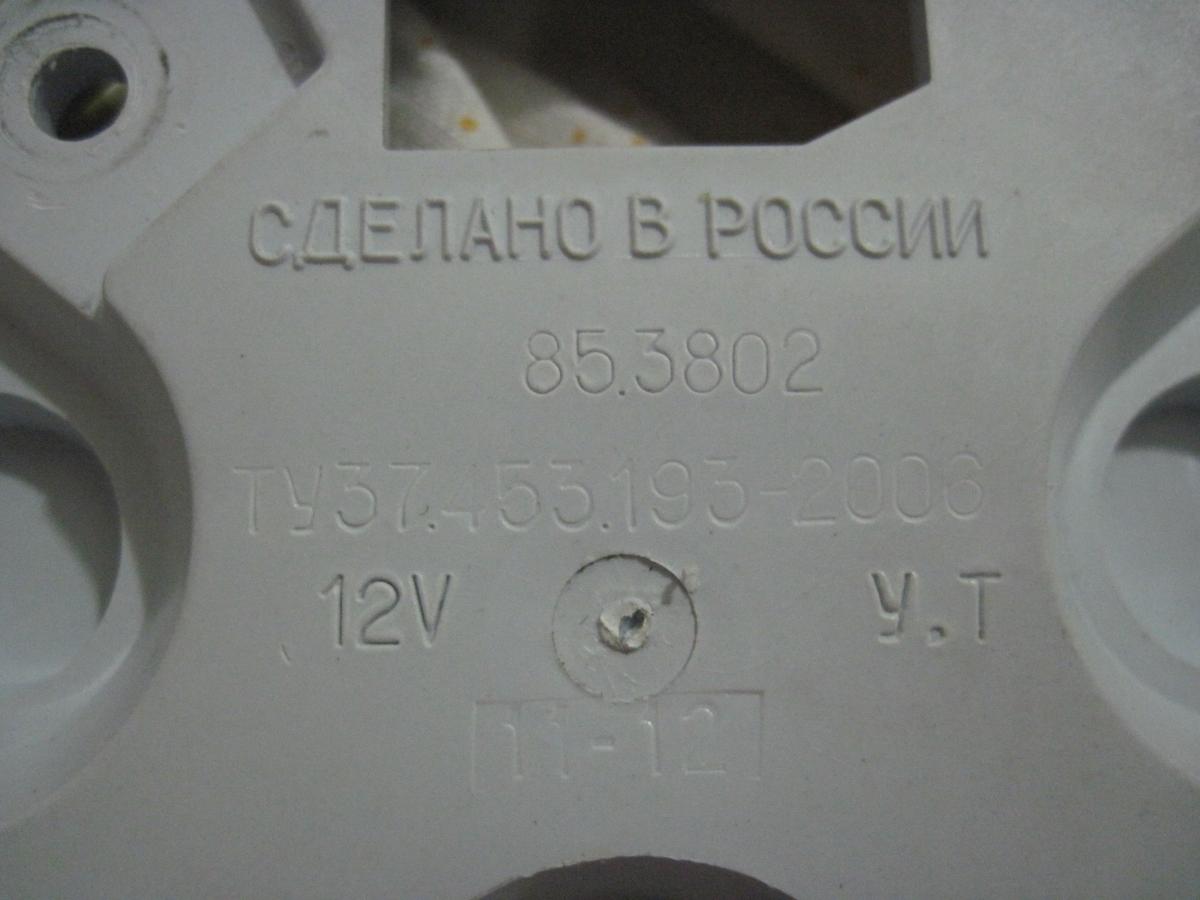 СДЕЛАНО В РОССИИ
85.3802
ТУ37.453.193-2006
12V У.Т
11-12